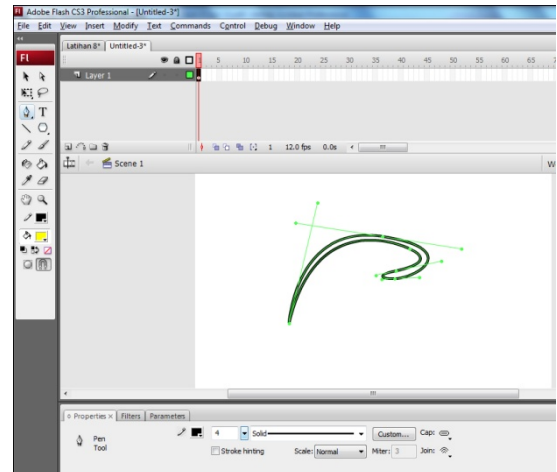 Adobe Flash CS3 Professional - [Untitled-3*]
File Edit View Insert Modify Text Commands Control Debug Window Help
Latihan 8* Untitled-3*
Fl
5 10 15 20 25 30 35 40 45 50 55 60 65
Layer 1
T
1 12.0 fps 0.0s
Scene 1
W
Properties × Filters Parameters
Pen Tool
4 Solid Custom... Cap:
Stroke hinting Scale: Normal Miter: 3 Join: